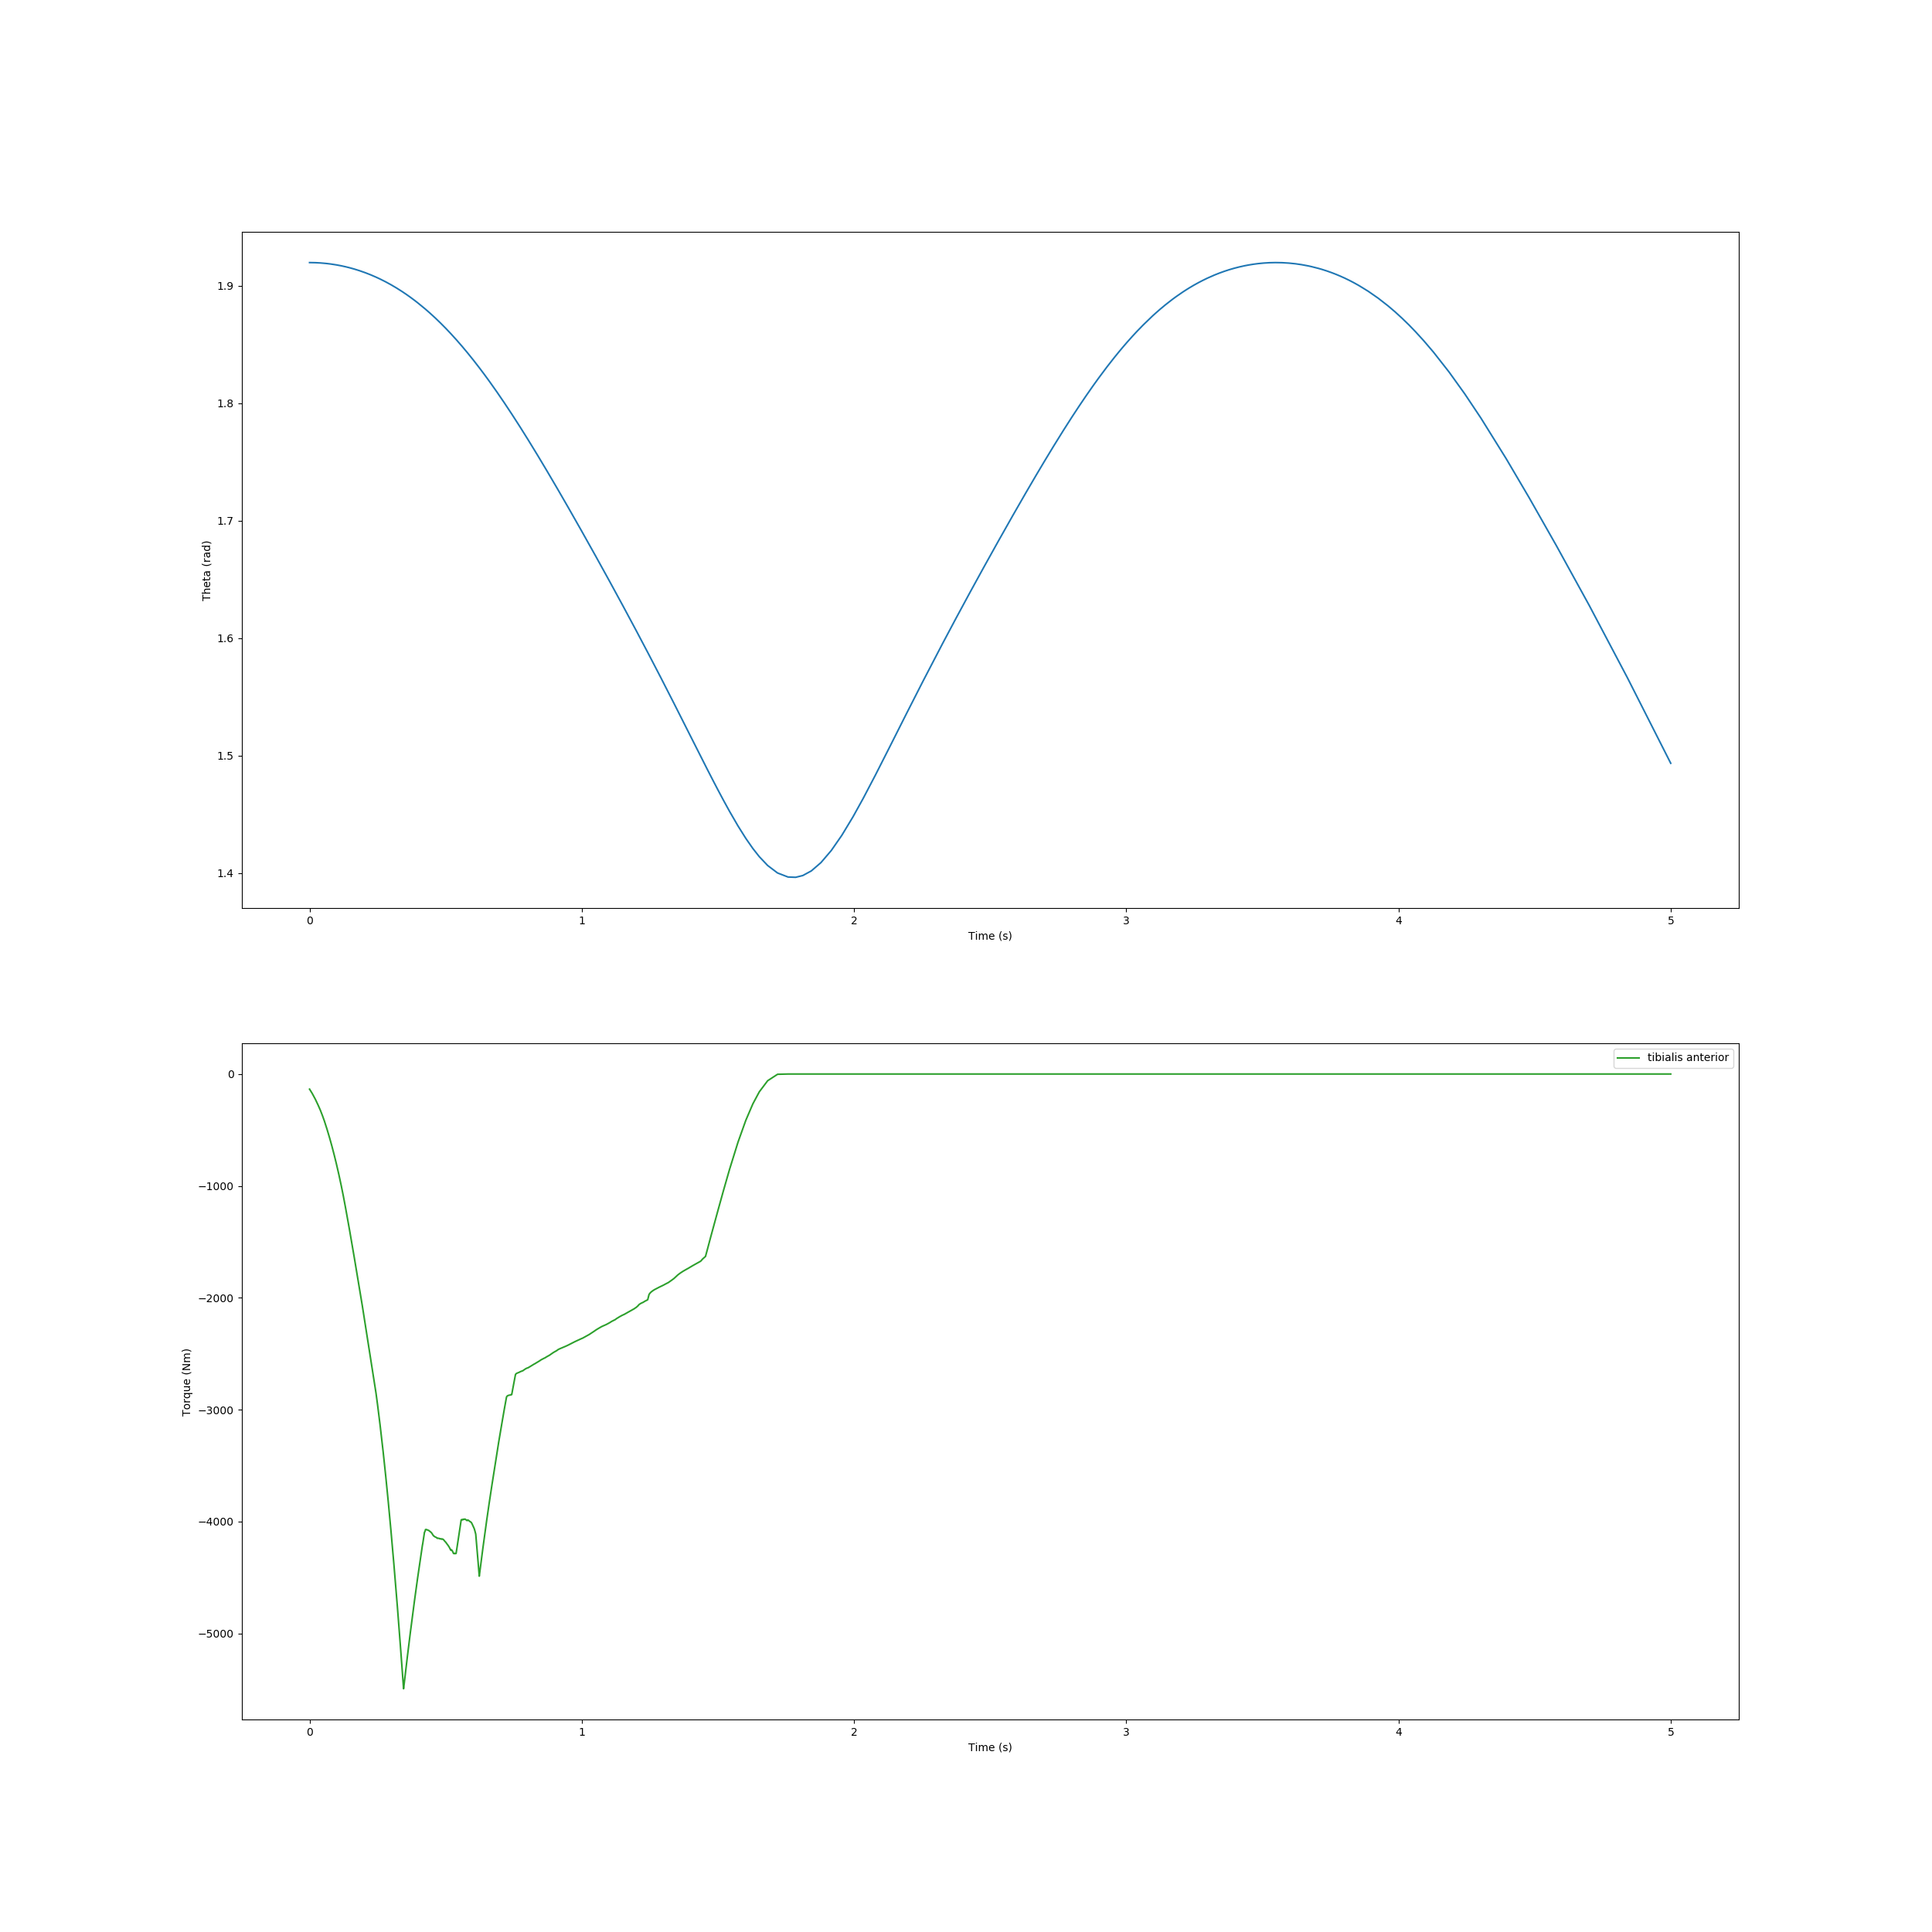 1.9
1.8
1.7
1.6
1.5
1.4
Theta (rad)
0 1 2 3 4 5
Time (s)
tibialis anterior
0
−1000
−2000
−3000
−4000
−5000
Torque (Nm)
0 1 2 3 4 5
Time (s)